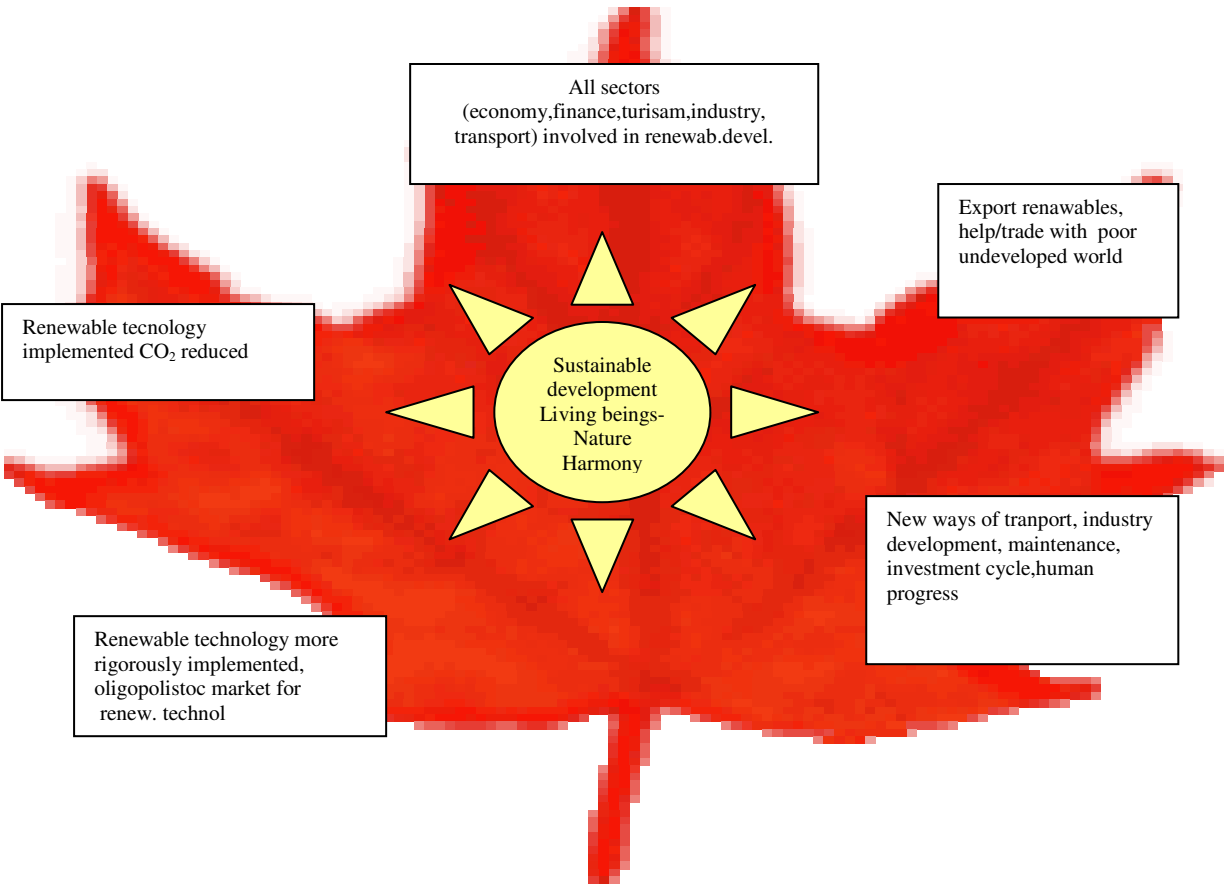 All sectors
(economy,finance,turisam,industry,
transport) involved in renewab.devel.
Export renawables,
help/trade with poor
undeveloped world
Renewable tecnology
implemented CO₂ reduced
Sustainable
development
Living beings-
Nature
Harmony
New ways of tranport, industry
development, maintenance,
investment cycle,human
progress
Renewable technology more
rigorously implemented,
oligopolistoc market for
renew. technol